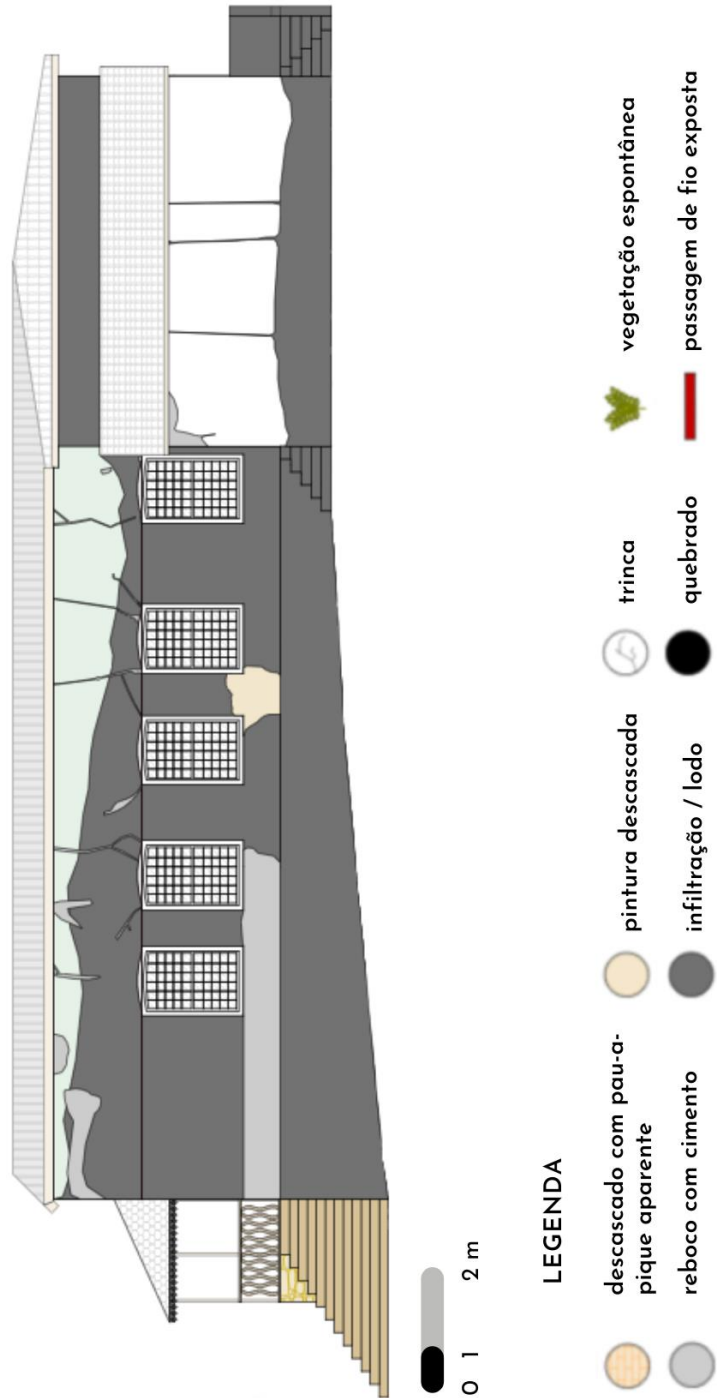 0 1 2 m
LEGENDA
descascado com pau-a-
pique aparente
pintura descascada
trinca
vegetação espontânea
reboco com cimento
infiltração / lodo
quebrado
passagem de fio exposta